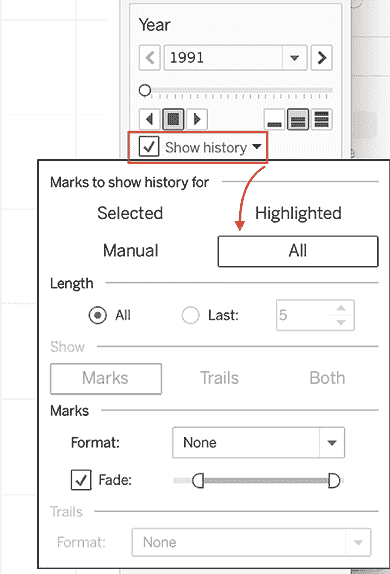 Year
1991
Show history
Marks to show history for
Selected Highlighted
Manual All
Length
All Last: 5
Show
Marks Trails Both
Marks
Format: None
Fade:
Trails
Format: None